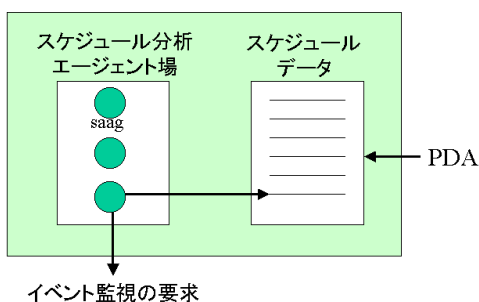 スケジュール分析
エージェント場
スケジュール
データ
saag
PDA
イベント監視の要求